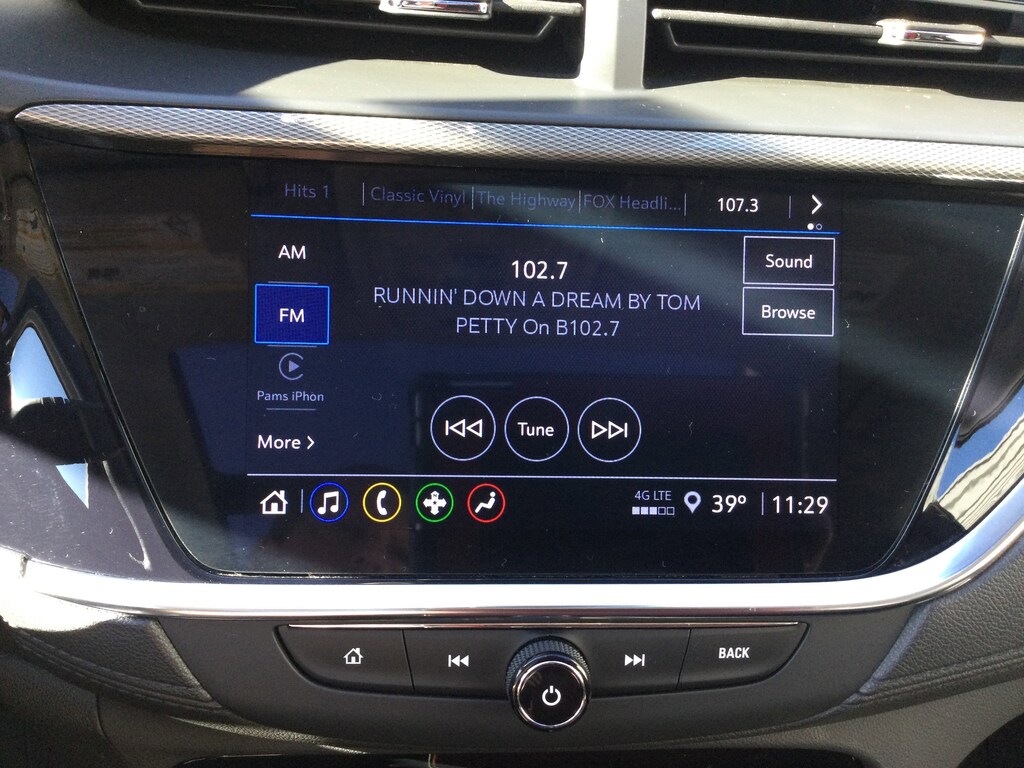 Hits 1
Classic Vinyl
The Highway
FOX Headli...
107.3
AM
102.7
Sound
RUNNIN' DOWN A DREAM BY TOM
PETTY On B102.7
FM
Browse
Pams iPhon
Tune
More
4G LTE
39°
11:29
BACK